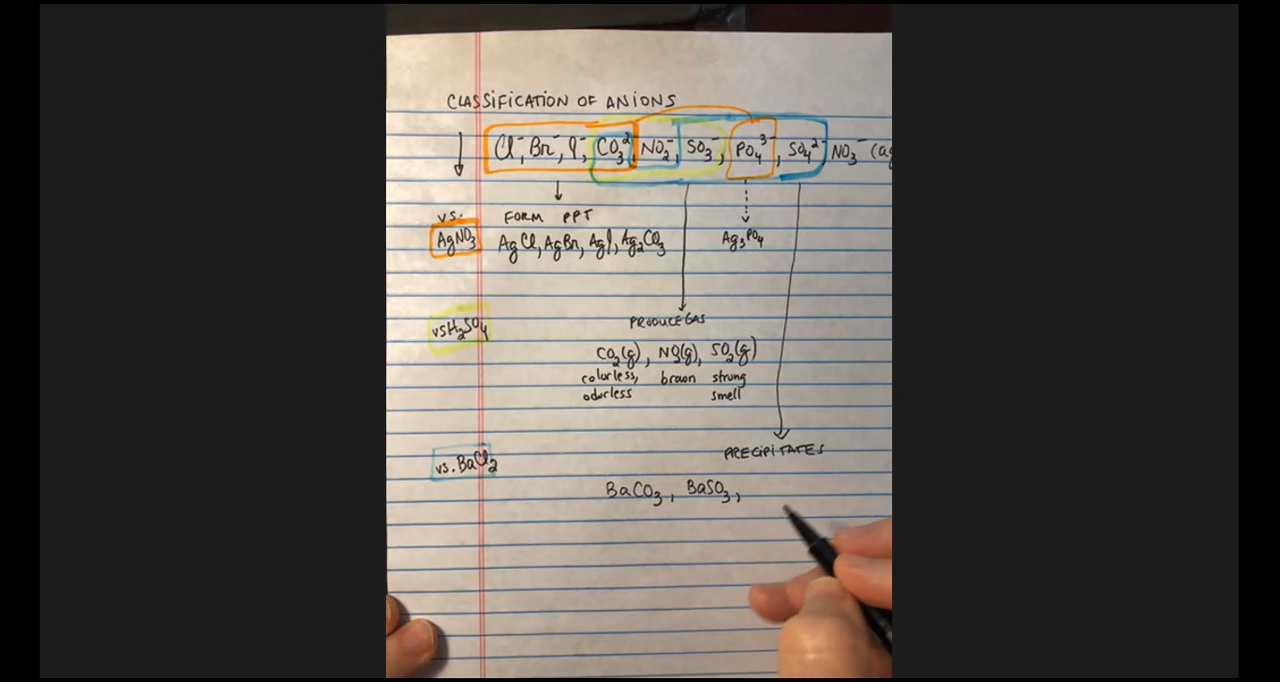 CLASSIFICATION OF ANIONS
Cl⁻, Br⁻, I⁻, CO₃²⁻, NO₂⁻, SO₃⁻, PO₄³⁻, SO₄²⁻ NO₃⁻
vs. FORM PPT
AgNO₃ AgCl, AgBr, AgI, Ag₂CO₃ Ag₃PO₄
PRODUCE GAS
vs H₂SO₄
CO₂(g), NO₂(g), SO₂(g)
colorless, brown strong
odorless smell
PRECIPITATES
vs. BaCl₂
BaCO₃, BaSO₃,